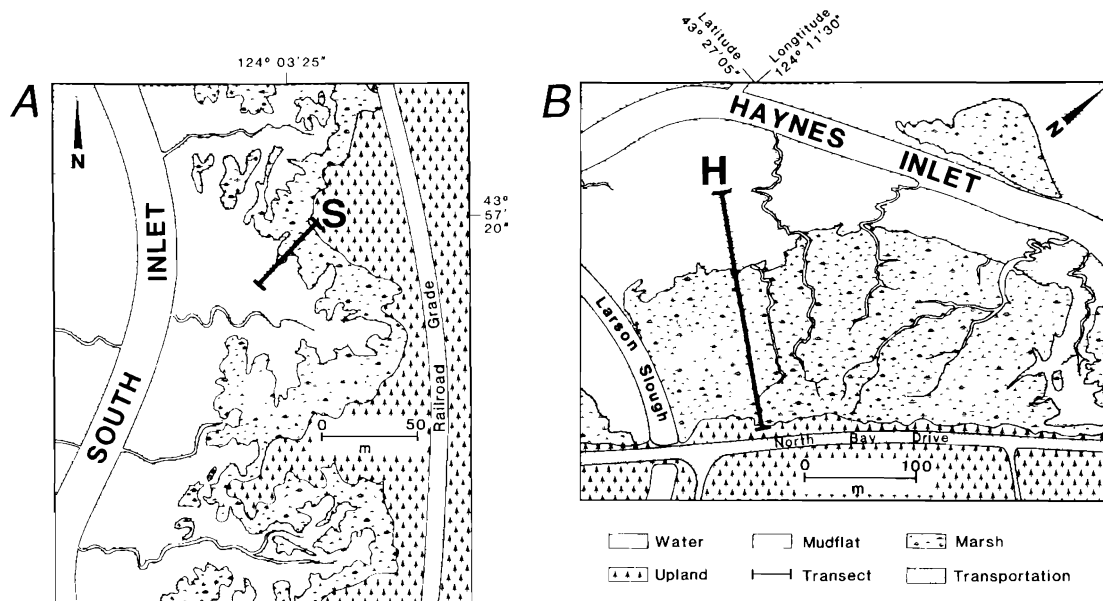 A
124° 03'25"
N
SOUTH INLET
S
43°
57'
20"
Railroad Grade
0 50
m
B
Latitude
43° 27'05"
Longtitude
124° 11'30"
N
HAYNES INLET
H
Larson Slough
North Bay Drive
0 100
m
Water
Mudflat
Marsh
Upland
Transect
Transportation